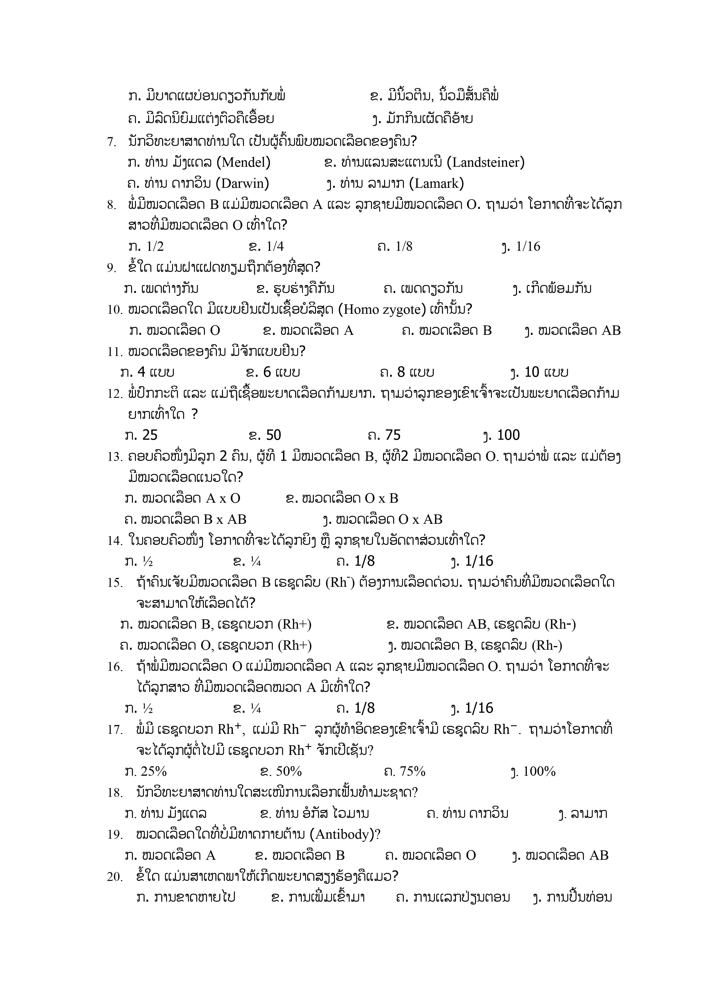 ກ. ມີບາດແຜບ່ອນດຽວກັນກັບພໍ່ ຂ. ມີນິ້ວຕີນ, ນິ້ວມືສັ້ນຄືພໍ່
ຄ. ມີລົດນິຍົມແຕ່ງຕົວຄືເອື້ອຍ ງ. ມັກກິນເຜັດຄືອ້າຍ
7. ນັກວິທະຍາສາດທ່ານໃດ ເປັນຜູ້ຄົ້ນພົບໝວດເລືອດຂອງຄົນ?
ກ. ທ່ານ ມັງແດລ (Mendel) ຂ. ທ່ານແລນສະແຕນເນີ (Landsteiner)
ຄ. ທ່ານ ດາກວິນ (Darwin) ງ. ທ່ານ ລາມາກ (Lamark)
8. ພໍ່ມີໝວດເລືອດ B ແມ່ມີໝວດເລືອດ A ແລະ ລູກຊາຍມີໝວດເລືອດ O. ຖາມວ່າ ໂອກາດທີ່ຈະໄດ້ລູກ
ສາວທີ່ມີໝວດເລືອດ O ເທົ່າໃດ?
ກ. 1/2 ຂ. 1/4 ຄ. 1/8 ງ. 1/16
9. ຂໍ້ໃດ ແມ່ນຝາແຝດທຽມຖືກຕ້ອງທີ່ສຸດ?
ກ. ເພດຕ່າງກັນ ຂ. ຮູບຮ່າງຄືກັນ ຄ. ເພດດຽວກັນ ງ. ເກີດພ້ອມກັນ
10. ໝວດເລືອດໃດ ມີແບບຢີນເປັນເຊື້ອບໍລິສຸດ (Homo zygote) ເທົ່ານັ້ນ?
ກ. ໝວດເລືອດ O ຂ. ໝວດເລືອດ A ຄ. ໝວດເລືອດ B ງ. ໝວດເລືອດ AB
11. ໝວດເລືອດຂອງຄົນ ມີຈັກແບບຢີນ?
ກ. 4 ແບບ ຂ. 6 ແບບ ຄ. 8 ແບບ ງ. 10 ແບບ
12. ພໍ່ປົກກະຕິ ແລະ ແມ່ຖືເຊື້ອພະຍາດເລືອດກ້າມຍາກ. ຖາມວ່າລູກຂອງເຂົາເຈົ້າຈະເປັນພະຍາດເລືອດກ້າມ
ຍາກເທົ່າໃດ ?
ກ. 25 ຂ. 50 ຄ. 75 ງ. 100
13. ຄອບຄົວໜຶ່ງມີລູກ 2 ຄົນ, ຜູ້ທີ 1 ມີໝວດເລືອດ B, ຜູ້ທີ2 ມີໝວດເລືອດ O. ຖາມວ່າພໍ່ ແລະ ແມ່ຕ້ອງ
ມີໝວດເລືອດແນວໃດ?
ກ. ໝວດເລືອດ A x O ຂ. ໝວດເລືອດ O x B
ຄ. ໝວດເລືອດ B x AB ງ. ໝວດເລືອດ O x AB
14. ໃນຄອບຄົວໜຶ່ງ ໂອກາດທີ່ຈະໄດ້ລູກຍິງ ຫຼື ລູກຊາຍໃນອັດຕາສ່ວນເທົ່າໃດ?
ກ. ½ ຂ. ¼ ຄ. 1/8 ງ. 1/16
15. ຖ້າຄົນເຈັບມີໝວດເລືອດ B ເຣຊຸດລົບ (Rh⁻) ຕ້ອງການເລືອດດ່ວນ. ຖາມວ່າຄົນທີ່ມີໝວດເລືອດໃດ
ຈະສາມາດໃຫ້ເລືອດໄດ້?
ກ. ໝວດເລືອດ B, ເຣຊຸດບວກ (Rh+) ຂ. ໝວດເລືອດ AB, ເຣຊຸດລົບ (Rh-)
ຄ. ໝວດເລືອດ O, ເຣຊຸດບວກ (Rh+) ງ. ໝວດເລືອດ B, ເຣຊຸດລົບ (Rh-)
16. ຖ້າພໍ່ມີໝວດເລືອດ O ແມ່ມີໝວດເລືອດ A ແລະ ລູກຊາຍມີໝວດເລືອດ O. ຖາມວ່າ ໂອກາດທີ່ຈະ
ໄດ້ລູກສາວ ທີ່ມີໝວດເລືອດໝວດ A ມີເທົ່າໃດ?
ກ. ½ ຂ. ¼ ຄ. 1/8 ງ. 1/16
17. ພໍ່ມີ ເຣຊຸດບວກ Rh⁺, ແມ່ມີ Rh⁻ ລູກຜູ້ທໍາອິດຂອງເຂົາເຈົ້າມີ ເຣຊຸດລົບ Rh⁻. ຖາມວ່າໂອກາດທີ່
ຈະໄດ້ລູກຜູ້ຕໍ່ໄປມີ ເຣຊຸດບວກ Rh⁺ ຈັກເປີເຊັນ?
ກ. 25% ຂ. 50% ຄ. 75% ງ. 100%
18. ນັກວິທະຍາສາດທ່ານໃດສະເໜີການເລືອກເຟັ້ນທໍາມະຊາດ?
ກ. ທ່ານ ມັງແດລ ຂ. ທ່ານ ອໍກັສ ໄວມານ ຄ. ທ່ານ ດາກວິນ ງ. ລາມາກ
19. ໝວດເລືອດໃດທີ່ບໍ່ມີທາດກາຍຕ້ານ (Antibody)?
ກ. ໝວດເລືອດ A ຂ. ໝວດເລືອດ B ຄ. ໝວດເລືອດ O ງ. ໝວດເລືອດ AB
20. ຂໍ້ໃດ ແມ່ນສາເຫດພາໃຫ້ເກີດພະຍາດສຽງຮ້ອງຄືແມວ?
ກ. ການຂາດຫາຍໄປ ຂ. ການເພີ່ມເຂົ້າມາ ຄ. ການແລກປ່ຽນຕອນ ງ. ການປີ້ນທ່ອນ